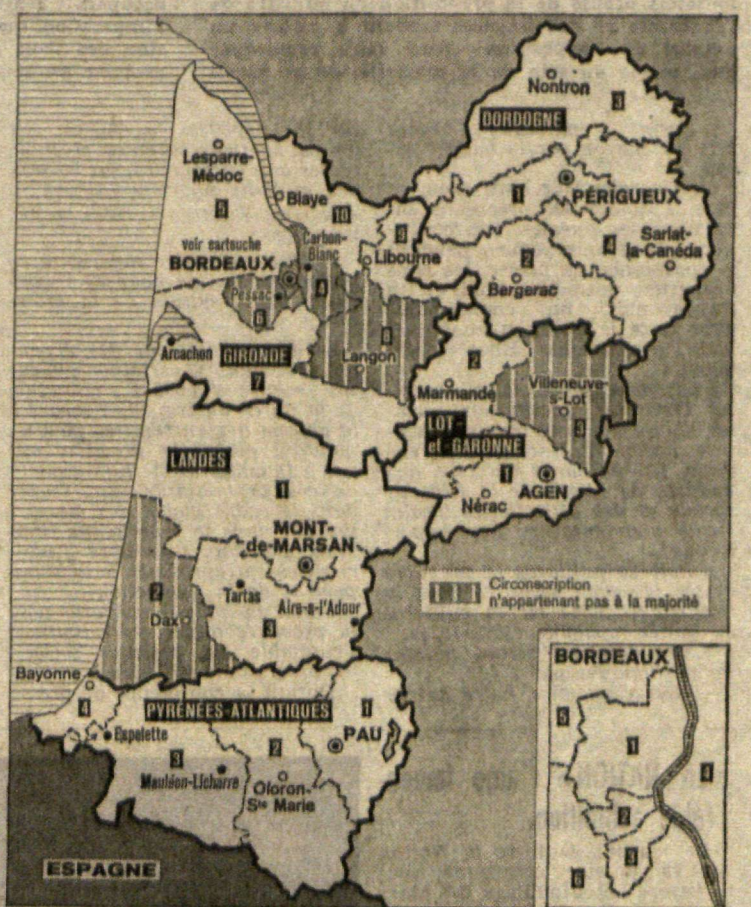 Nontron
3
DORDOGNE
Lesparre-
Médoc
Blaye
1
PÉRIGUEUX
9
10
9
4
Sarlat-
la-Canéda
voir cartouche
Carbon-
Blanc
BORDEAUX
Libourne
2
Pessac
4
Bergerac
6
8
Arcachon
GIRONDE
Langon
2
7
Marmande
Villeneuve-
s-Lot
LOT-
et-GARONNE
3
LANDES
1
1
AGEN
Nérac
MONT-
de-MARSAN
Circonscription
n'appartenant pas à la majorité
2
Tartas
Aire-s-l'Adour
Dax
3
BORDEAUX
Bayonne
4
PYRÉNÉES-ATLANTIQUES
1
5
Espelette
PAU
1
3
2
4
Mauléon-Licharre
Oloron-
Ste Marie
2
3
ESPAGNE
6